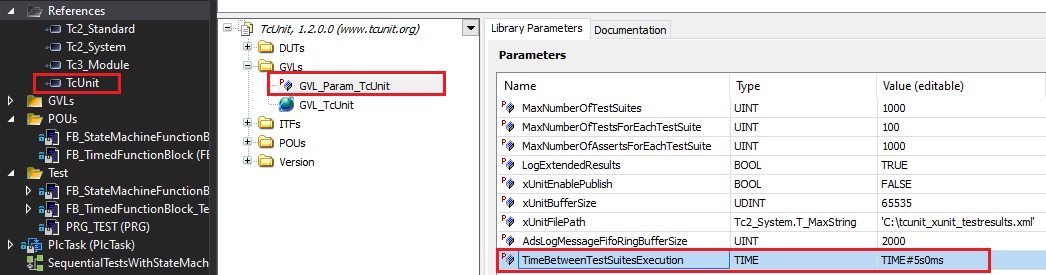 References
Tc2_Standard
Tc2_System
Tc3_Module
TcUnit
GVLs
POUs
FB_StateMachineFunctionB
FB_TimedFunctionBlock (FB
Test
FB_StateMachineFunctionB
FB_TimedFunctionBlock_Te
PRG_TEST (PRG)
PlcTask (PlcTask)
SequentialTestsWithStateMach
TcUnit, 1.2.0.0 (www.tcunit.org)
DUTs
GVLs
GVL_Param_TcUnit
GVL_TcUnit
ITFs
POUs
Version
Library Parameters Documentation
Parameters
Name Type Value (editable)
MaxNumberOfTestSuites UINT 1000
MaxNumberOfTestsForEachTestSuite UINT 100
MaxNumberOfAssertsForEachTestSuite UINT 1000
LogExtendedResults BOOL TRUE
xUnitEnablePublish BOOL FALSE
xUnitBufferSize UDINT 65535
xUnitFilePath Tc2_System.T_MaxString 'C:\tcunit_xunit_testresults.xml'
AdsLogMessageFifoRingBufferSize UINT 2000
TimeBetweenTestSuitesExecution TIME TIME#5s0ms